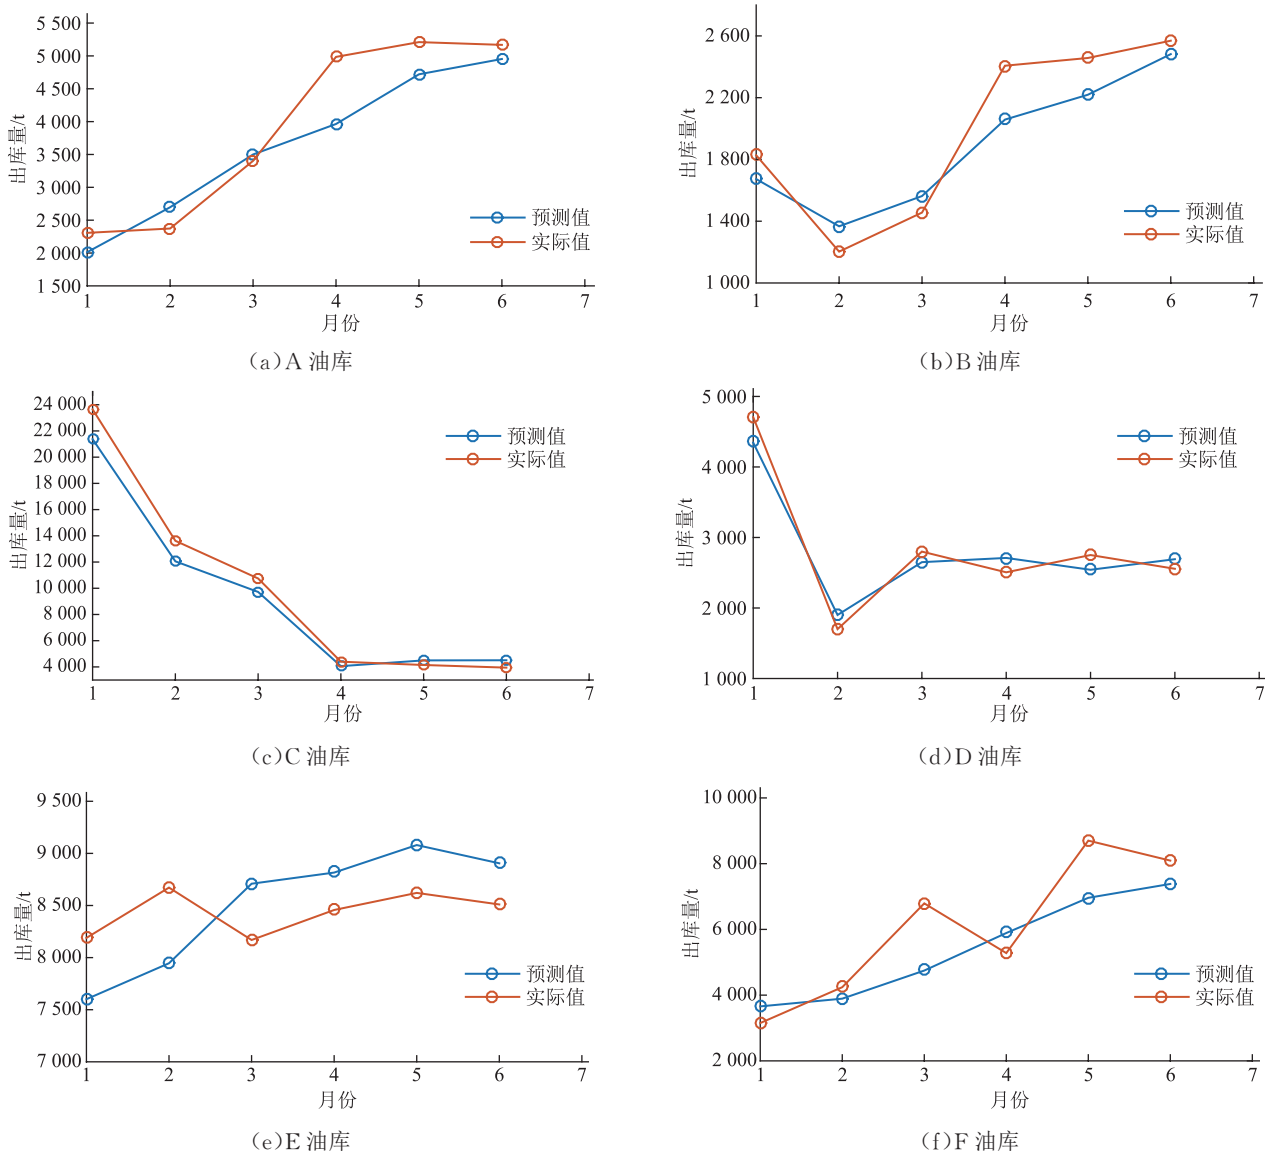 5 500
5 000
4 500
4 000
3 500
3 000
2 500
2 000
1 500
出库量/t
预测值
实际值
1 2 3 4 5 6 7
月份
(a)A 油库
2 600
2 200
1 800
1 400
1 000
出库量/t
预测值
实际值
1 2 3 4 5 6 7
月份
(b)B 油库
24 000
22 000
20 000
18 000
16 000
14 000
12 000
10 000
8 000
6 000
4 000
出库量/t
预测值
实际值
1 2 3 4 5 6 7
月份
(c)C 油库
5 000
4 000
3 000
2 000
1 000
出库量/t
预测值
实际值
1 2 3 4 5 6 7
月份
(d)D 油库
9 500
9 000
8 500
8 000
7 500
7 000
出库量/t
预测值
实际值
1 2 3 4 5 6 7
月份
(e)E 油库
10 000
8 000
6 000
4 000
2 000
出库量/t
预测值
实际值
1 2 3 4 5 6 7
月份
(f)F 油库